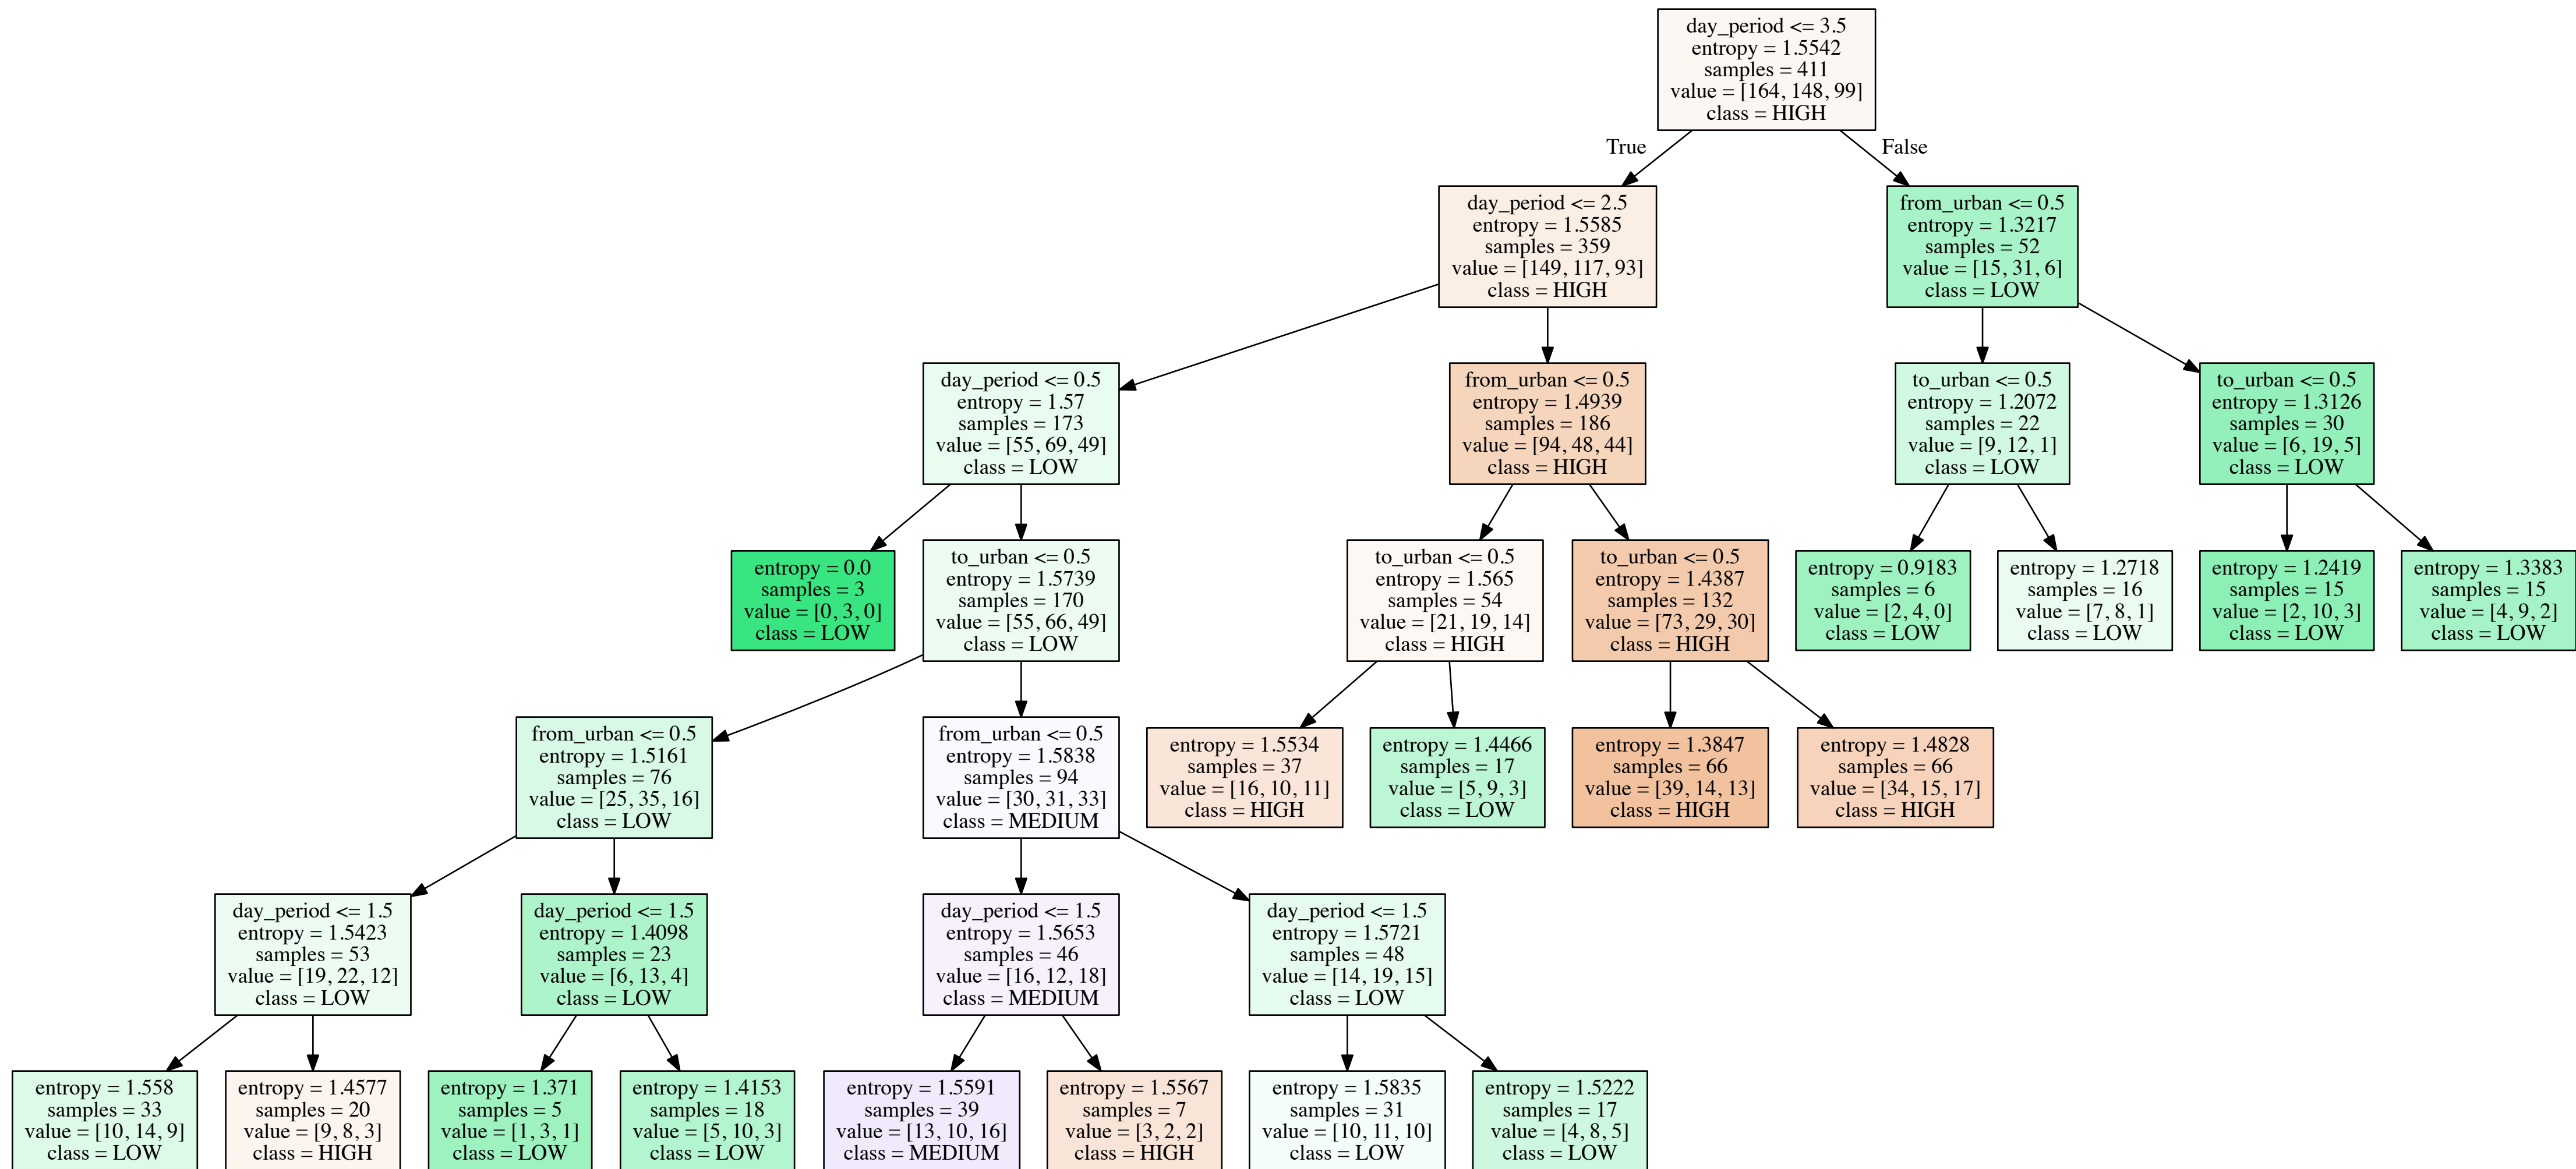 day_period <= 3.5
entropy = 1.5542
samples = 411
value = [164, 148, 99]
class = HIGH
True
False
day_period <= 2.5
entropy = 1.5585
samples = 359
value = [149, 117, 93]
class = HIGH
from_urban <= 0.5
entropy = 1.3217
samples = 52
value = [15, 31, 6]
class = LOW
day_period <= 0.5
entropy = 1.57
samples = 173
value = [55, 69, 49]
class = LOW
from_urban <= 0.5
entropy = 1.4939
samples = 186
value = [94, 48, 44]
class = HIGH
to_urban <= 0.5
entropy = 1.2072
samples = 22
value = [9, 12, 1]
class = LOW
to_urban <= 0.5
entropy = 1.3126
samples = 30
value = [6, 19, 5]
class = LOW
entropy = 0.0
samples = 3
value = [0, 3, 0]
class = LOW
to_urban <= 0.5
entropy = 1.5739
samples = 170
value = [55, 66, 49]
class = LOW
to_urban <= 0.5
entropy = 1.565
samples = 54
value = [21, 19, 14]
class = HIGH
to_urban <= 0.5
entropy = 1.4387
samples = 132
value = [73, 29, 30]
class = HIGH
entropy = 0.9183
samples = 6
value = [2, 4, 0]
class = LOW
entropy = 1.2718
samples = 16
value = [7, 8, 1]
class = LOW
entropy = 1.2419
samples = 15
value = [2, 10, 3]
class = LOW
entropy = 1.3383
samples = 15
value = [4, 9, 2]
class = LOW
from_urban <= 0.5
entropy = 1.5161
samples = 76
value = [25, 35, 16]
class = LOW
from_urban <= 0.5
entropy = 1.5838
samples = 94
value = [30, 31, 33]
class = MEDIUM
entropy = 1.5534
samples = 37
value = [16, 10, 11]
class = HIGH
entropy = 1.4466
samples = 17
value = [5, 9, 3]
class = LOW
entropy = 1.3847
samples = 66
value = [39, 14, 13]
class = HIGH
entropy = 1.4828
samples = 66
value = [34, 15, 17]
class = HIGH
day_period <= 1.5
entropy = 1.5423
samples = 53
value = [19, 22, 12]
class = LOW
day_period <= 1.5
entropy = 1.4098
samples = 23
value = [6, 13, 4]
class = LOW
day_period <= 1.5
entropy = 1.5653
samples = 46
value = [16, 12, 18]
class = MEDIUM
day_period <= 1.5
entropy = 1.5721
samples = 48
value = [14, 19, 15]
class = LOW
entropy = 1.558
samples = 33
value = [10, 14, 9]
class = LOW
entropy = 1.4577
samples = 20
value = [9, 8, 3]
class = HIGH
entropy = 1.371
samples = 5
value = [1, 3, 1]
class = LOW
entropy = 1.4153
samples = 18
value = [5, 10, 3]
class = LOW
entropy = 1.5591
samples = 39
value = [13, 10, 16]
class = MEDIUM
entropy = 1.5567
samples = 7
value = [3, 2, 2]
class = HIGH
entropy = 1.5835
samples = 31
value = [10, 11, 10]
class = LOW
entropy = 1.5222
samples = 17
value = [4, 8, 5]
class = LOW